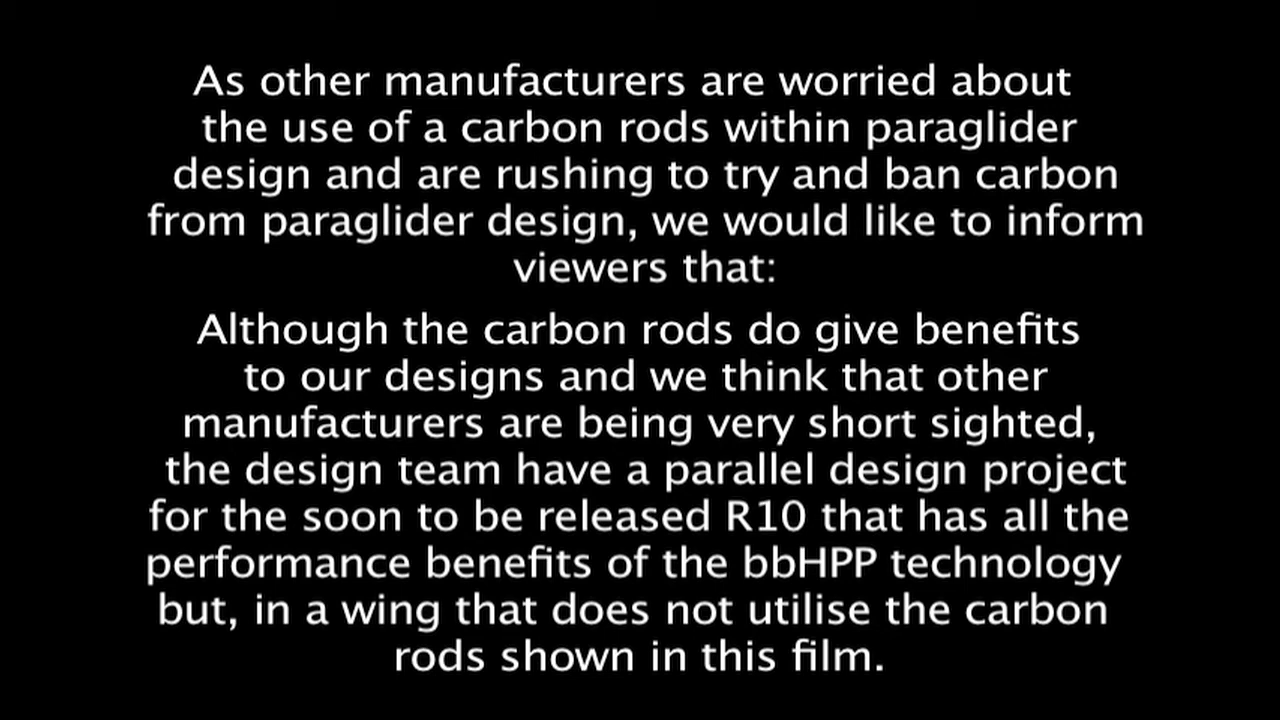 As other manufacturers are worried about
the use of a carbon rods within paraglider
design and are rushing to try and ban carbon
from paraglider design, we would like to inform
viewers that:
Although the carbon rods do give benefits
to our designs and we think that other
manufacturers are being very short sighted,
the design team have a parallel design project
for the soon to be released R10 that has all the
performance benefits of the bbHPP technology
but, in a wing that does not utilise the carbon
rods shown in this film.